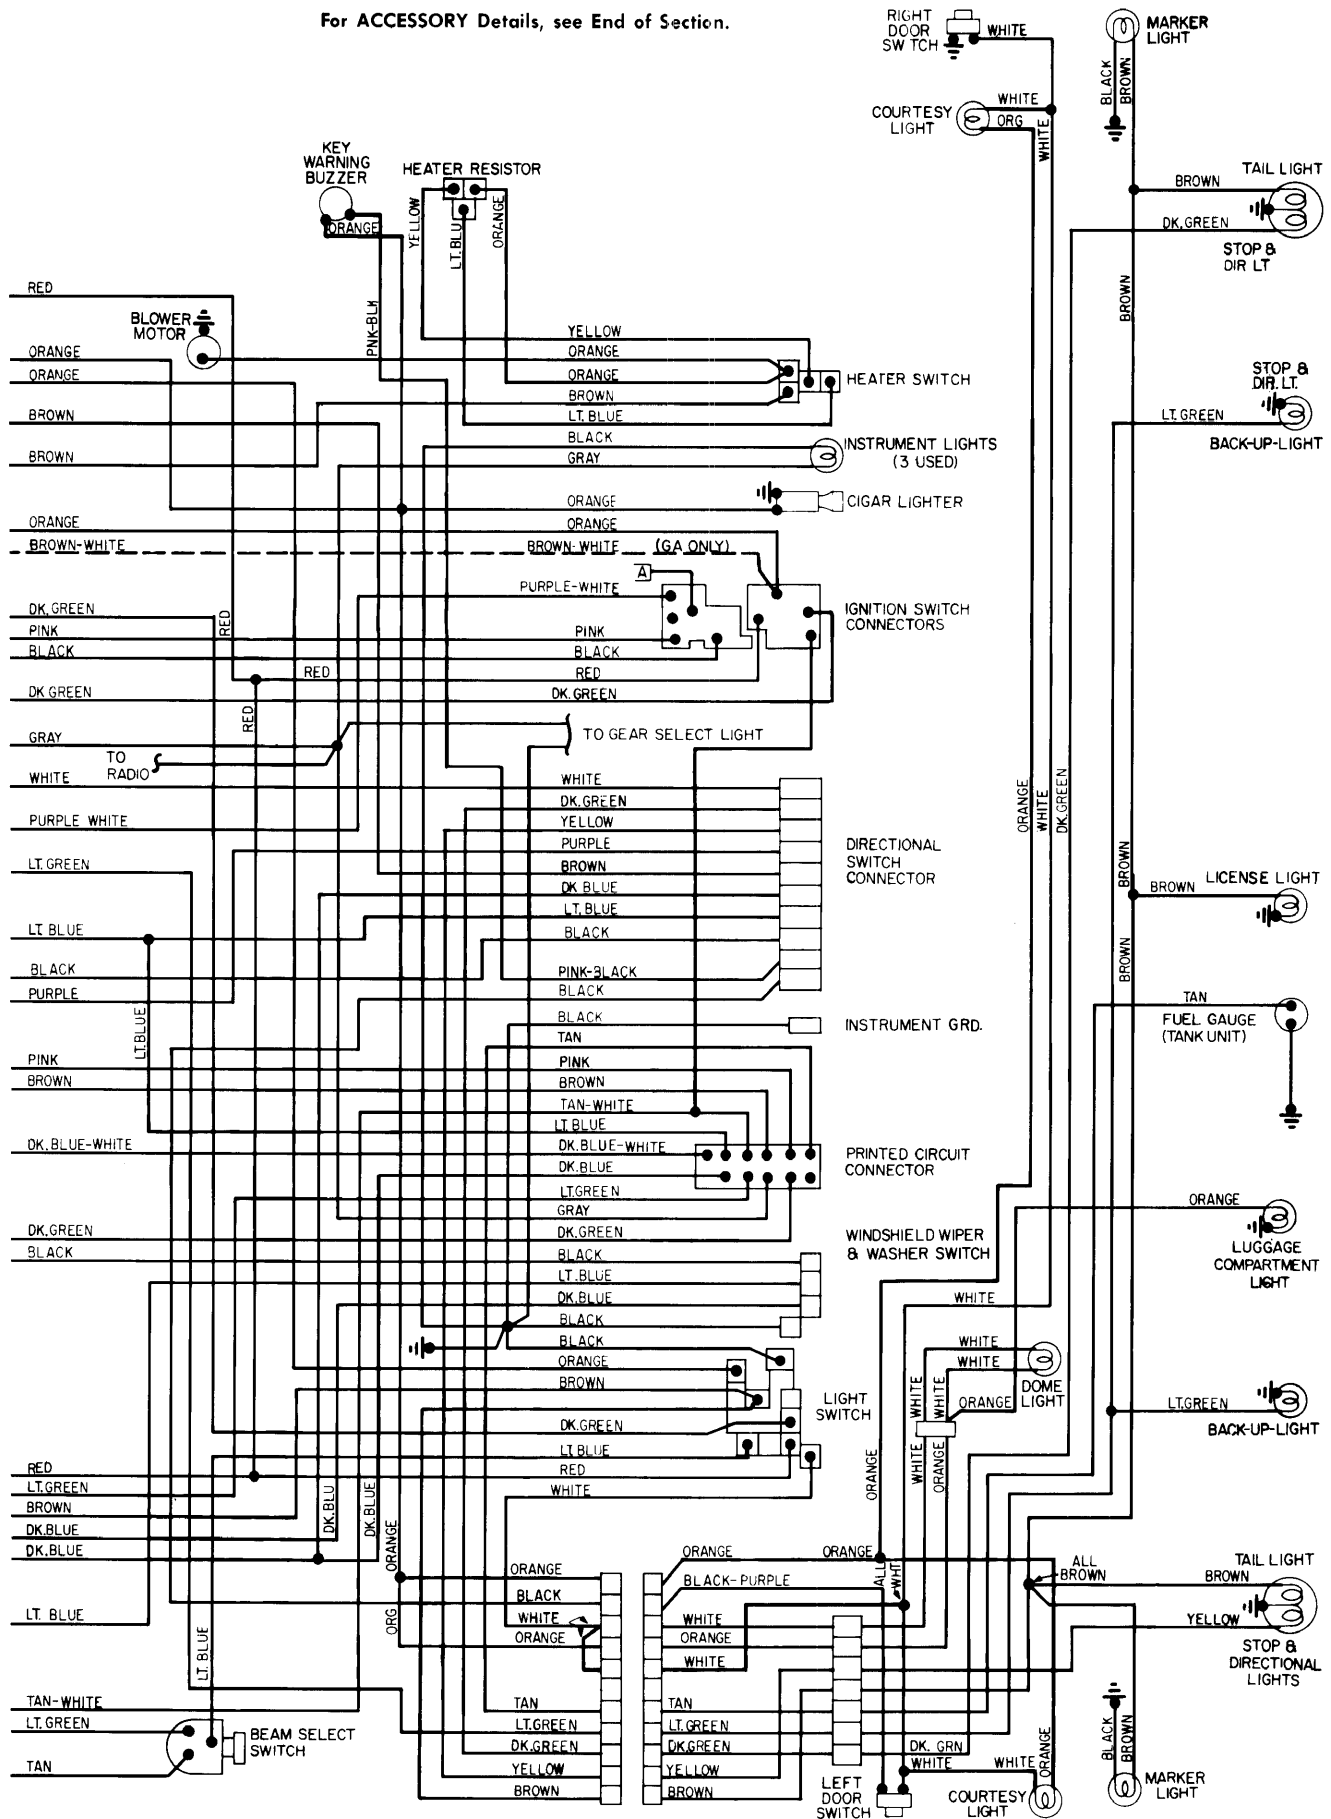 For ACCESSORY Details, see End of Section.
RIGHT
DOOR
SW TCH
WHITE
MARKER
LIGHT
BLACK
BROWN
COURTESY
LIGHT
WHITE
ORG
WHITE
KEY
WARNING
BUZZER
HEATER RESISTOR
ORANGE
YELLOW
LT. BLU
ORANGE
TAIL LIGHT
BROWN
DK. GREEN
STOP &
DIR LT
RED
BLOWER
MOTOR
PNK-BLK
BROWN
ORANGE
ORANGE
BROWN
BROWN
YELLOW
ORANGE
ORANGE
BROWN
LT. BLUE
HEATER SWITCH
STOP &
DIR. LT.
LT. GREEN
BACK-UP-LIGHT
BLACK
GRAY
INSTRUMENT LIGHTS
(3 USED)
ORANGE
CIGAR LIGHTER
ORANGE
ORANGE
BROWN-WHITE
BROWN-WHITE
(GA ONLY)
A
PURPLE-WHITE
IGNITION SWITCH
CONNECTORS
DK. GREEN
RED
PINK
PINK
BLACK
BLACK
RED
RED
DK GREEN
DK. GREEN
RED
GRAY
TO
RADIO
TO GEAR SELECT LIGHT
WHITE
WHITE
DK. GREEN
PURPLE WHITE
YELLOW
PURPLE
LT. GREEN
BROWN
DK BLUE
LT. BLUE
LT. BLUE
BLACK
DIRECTIONAL
SWITCH
CONNECTOR
ORANGE
WHITE
DK. GREEN
BROWN
BROWN
LICENSE LIGHT
BROWN
BLACK
PINK-BLACK
PURPLE
BLACK
LT. BLUE
BLACK
INSTRUMENT GRD.
TAN
FUEL GAUGE
(TANK UNIT)
TAN
PINK
PINK
BROWN
BROWN
TAN-WHITE
LT. BLUE
DK. BLUE-WHITE
DK. BLUE-WHITE
DK. BLUE
PRINTED CIRCUIT
CONNECTOR
LT. GREEN
GRAY
DK. GREEN
DK. GREEN
BLACK
BLACK
WINDSHIELD WIPER
& WASHER SWITCH
LT. BLUE
DK. BLUE
BLACK
BLACK
ORANGE
LUGGAGE
COMPARTMENT
LIGHT
WHITE
WHITE
WHITE
DOME
LIGHT
WHITE
WHITE
ORANGE
ORANGE
BROWN
DK. GREEN
LT BLUE
RED
WHITE
LIGHT
SWITCH
LT. GREEN
BACK-UP-LIGHT
ORANGE
WHITE
ORANGE
RED
LT. GREEN
BROWN
DK. BLUE
DK. BLUE
DK. BLU
DK. BLUE
ORANGE
ORANGE
BLACK
WHITE
ORANGE
ORG
ORANGE
ORANGE
BLACK-PURPLE
ALL
WHT
WHITE
ORANGE
WHITE
ALL
BROWN
TAIL LIGHT
BROWN
YELLOW
STOP &
DIRECTIONAL
LIGHTS
LT. BLUE
LT. BLUE
TAN-WHITE
LT. GREEN
TAN
BEAM SELECT
SWITCH
TAN
LT. GREEN
DK. GREEN
YELLOW
BROWN
TAN
LT. GREEN
DK. GREEN
YELLOW
BROWN
DK. GRN
WHITE
WHITE
ORANGE
LEFT
DOOR
SWITCH
COURTESY
LIGHT
BLACK
BROWN
MARKER
LIGHT